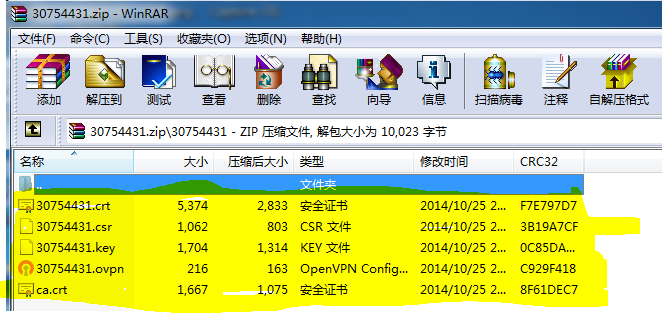 30754431.zip - WinRAR
文件(F) 命令(C) 工具(S) 收藏夹(O) 选项(N) 帮助(H)
添加 解压到 测试 查看 删除 查找 向导 信息 扫描病毒 注释 自解压格式
30754431.zip\30754431 - ZIP 压缩文件, 解包大小为 10,023 字节
名称 大小 压缩后大小 类型 修改时间 CRC32
.. 文件夹
30754431.crt 5,374 2,833 安全证书 2014/10/25 2... F7E797D7
30754431.csr 1,062 803 CSR 文件 2014/10/25 2... 3B19A7CF
30754431.key 1,704 1,314 KEY 文件 2014/10/25 2... 0C85DA...
30754431.ovpn 216 163 OpenVPN Config... 2014/10/25 2... C929F418
ca.crt 1,667 1,075 安全证书 2014/10/25 2... 8F61DEC7